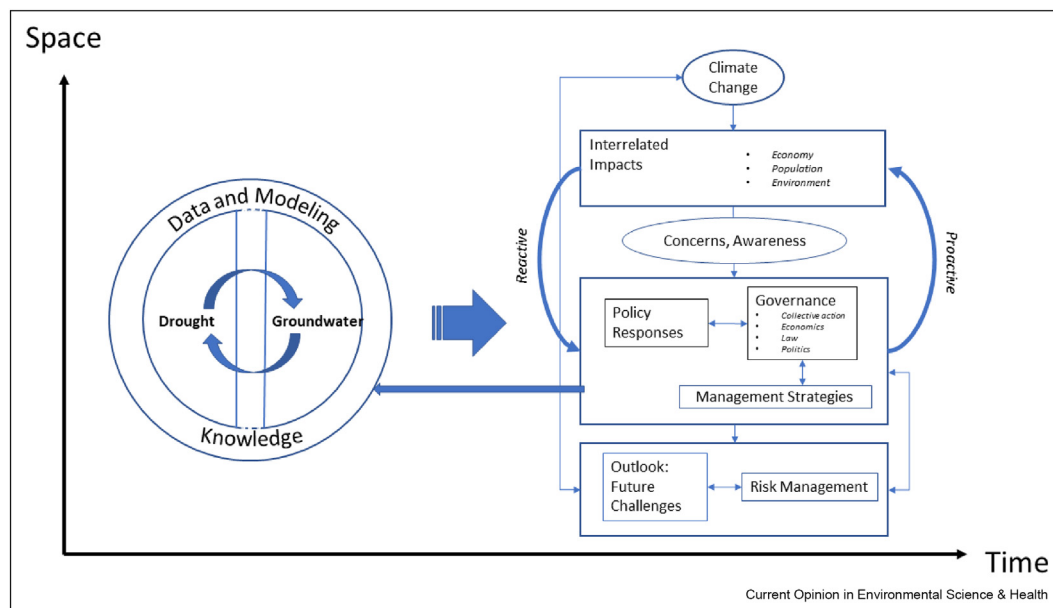 Space
Climate
Change
Interrelated
Impacts
• Economy
• Population
• Environment
Data and Modeling
Drought
Groundwater
Knowledge
Reactive
Concerns, Awareness
Proactive
Policy
Responses
Governance
• Collective action
• Economics
• Law
• Politics
Management Strategies
Outlook:
Future
Challenges
Risk Management
Time
Current Opinion in Environmental Science & Health